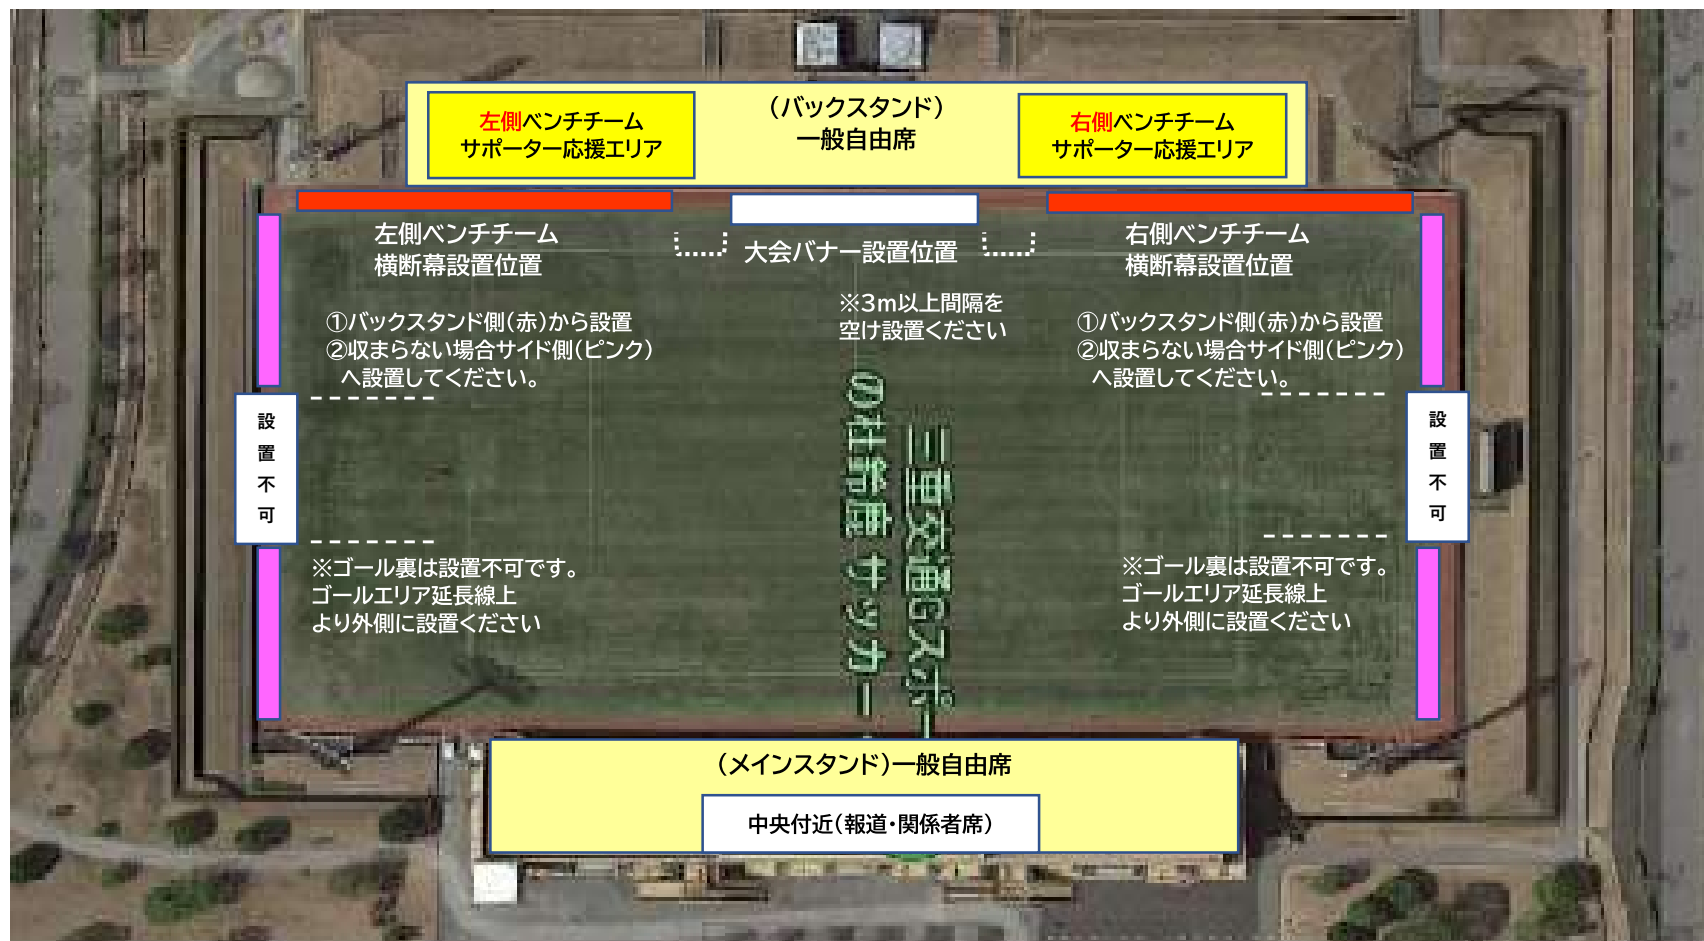 (バックスタンド)
一般自由席
左側ベンチチーム
サポーター応援エリア
右側ベンチチーム
サポーター応援エリア
左側ベンチチーム
横断幕設置位置
大会バナー設置位置
右側ベンチチーム
横断幕設置位置
※3m以上間隔を
空け設置ください
①バックスタンド側(赤)から設置
②収まらない場合サイド側(ピンク)
へ設置してください。
①バックスタンド側(赤)から設置
②収まらない場合サイド側(ピンク)
へ設置してください。
設置不可
設置不可
三重交通Gスポー
の杜鈴鹿 サッカー
※ゴール裏は設置不可です。
ゴールエリア延長線上
より外側に設置ください
※ゴール裏は設置不可です。
ゴールエリア延長線上
より外側に設置ください
(メインスタンド)一般自由席
中央付近(報道・関係者席)